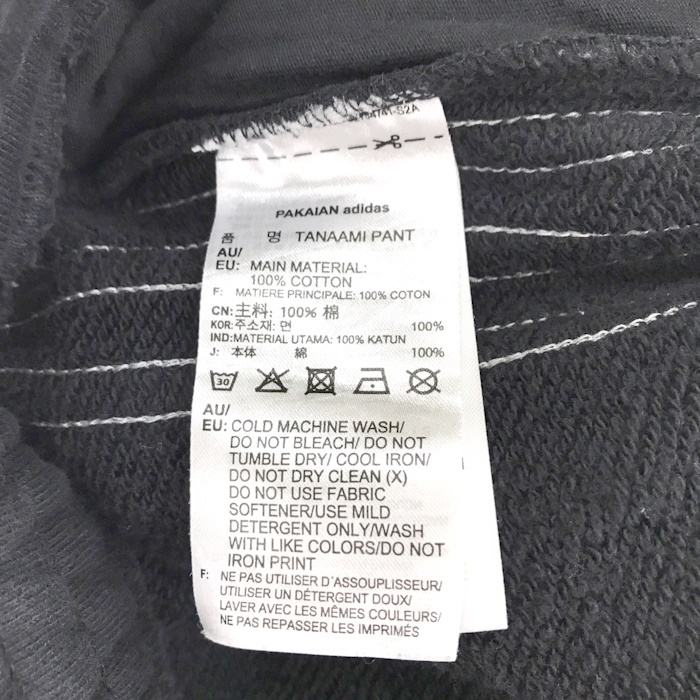 PAKAIAN adidas
품 명 TANAAMI PANT
AU/
EU: MAIN MATERIAL:
100% COTTON
F: MATIERE PRINCIPALE: 100% COTON
CN: 主料: 100% 棉
KOR: 주소재: 면 100%
IND: MATERIAL UTAMA: 100% KATUN
J: 本体 綿 100%
30
AU/
EU: COLD MACHINE WASH/
DO NOT BLEACH/ DO NOT
TUMBLE DRY/ COOL IRON/
DO NOT DRY CLEAN (X)
DO NOT USE FABRIC
SOFTENER/USE MILD
DETERGENT ONLY/WASH
WITH LIKE COLORS/DO NOT
IRON PRINT
F: NE PAS UTILISER D'ASSOUPLISSEUR/
UTILISER UN DÉTERGENT DOUX/
LAVER AVEC LES MÊMES COULEURS/
NE PAS REPASSER LES IMPRIMÉS